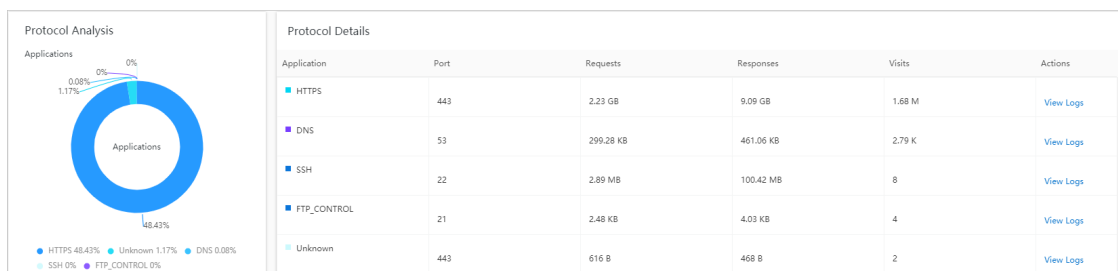 Protocol Analysis
Applications
0%
0%
0.08%
1.17%
Applications
48.43%
HTTPS 48.43% Unknown 1.17% DNS 0.08%
SSH 0% FTP_CONTROL 0%
Protocol Details
Application Port Requests Responses Visits Actions
HTTPS 443 2.23 GB 9.09 GB 1.68 M View Logs
DNS 53 299.28 KB 461.06 KB 2.79 K View Logs
SSH 22 2.89 MB 100.42 MB 8 View Logs
FTP_CONTROL 21 2.48 KB 4.03 KB 4 View Logs
Unknown 443 616 B 468 B 2 View Logs